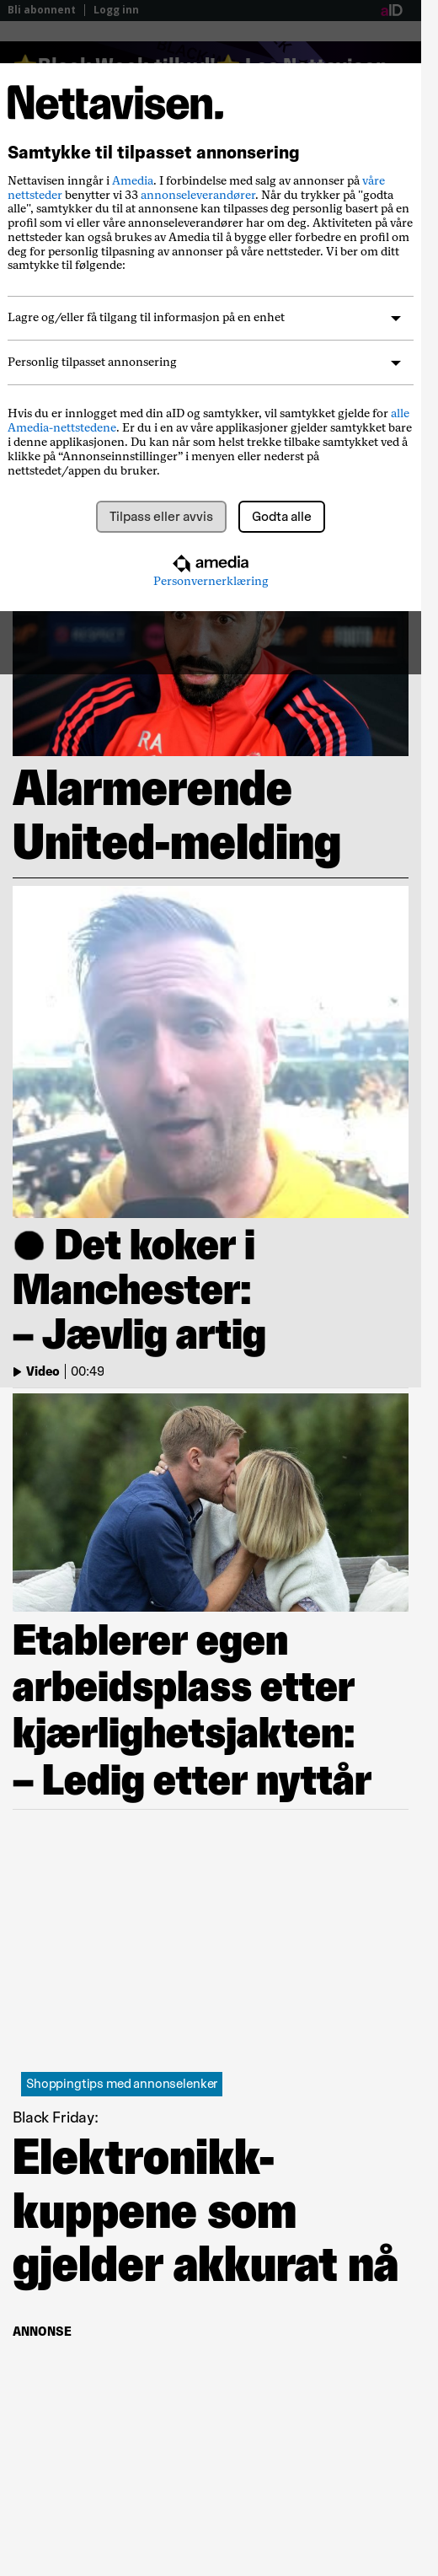 Bli abonnent
Logg inn
aID
Nettavisen.
Samtykke til tilpasset annonsering
Nettavisen inngår i Amedia. I forbindelse med salg av annonser på våre
nettsteder benytter vi 33 annonseleverandører. Når du trykker på "godta
alle", samtykker du til at annonsene kan tilpasses deg personlig basert på en
profil som vi eller våre annonseleverandører har om deg. Aktiviteten på våre
nettsteder kan også brukes av Amedia til å bygge eller forbedre en profil om
deg for personlig tilpasning av annonser på våre nettsteder. Vi ber om ditt
samtykke til følgende:
Lagre og/eller få tilgang til informasjon på en enhet
Personlig tilpasset annonsering
Hvis du er innlogget med din aID og samtykker, vil samtykket gjelde for alle
Amedia-nettstedene. Er du i en av våre applikasjoner gjelder samtykket bare
i denne applikasjonen. Du kan når som helst trekke tilbake samtykket ved å
klikke på “Annonseinnstillinger” i menyen eller nederst på
nettstedet/appen du bruker.
Tilpass eller avvis
Godta alle
amedia
Personvernerklæring
RESPECT
RA
Alarmerende
United-melding
Det koker i
Manchester:
– Jævlig artig
Video
00:49
Etablerer egen
arbeidsplass etter
kjærlighetsjakten:
– Ledig etter nyttår
Shoppingtips med annonselenker
Black Friday:
Elektronikk-
kuppene som
gjelder akkurat nå
ANNONSE